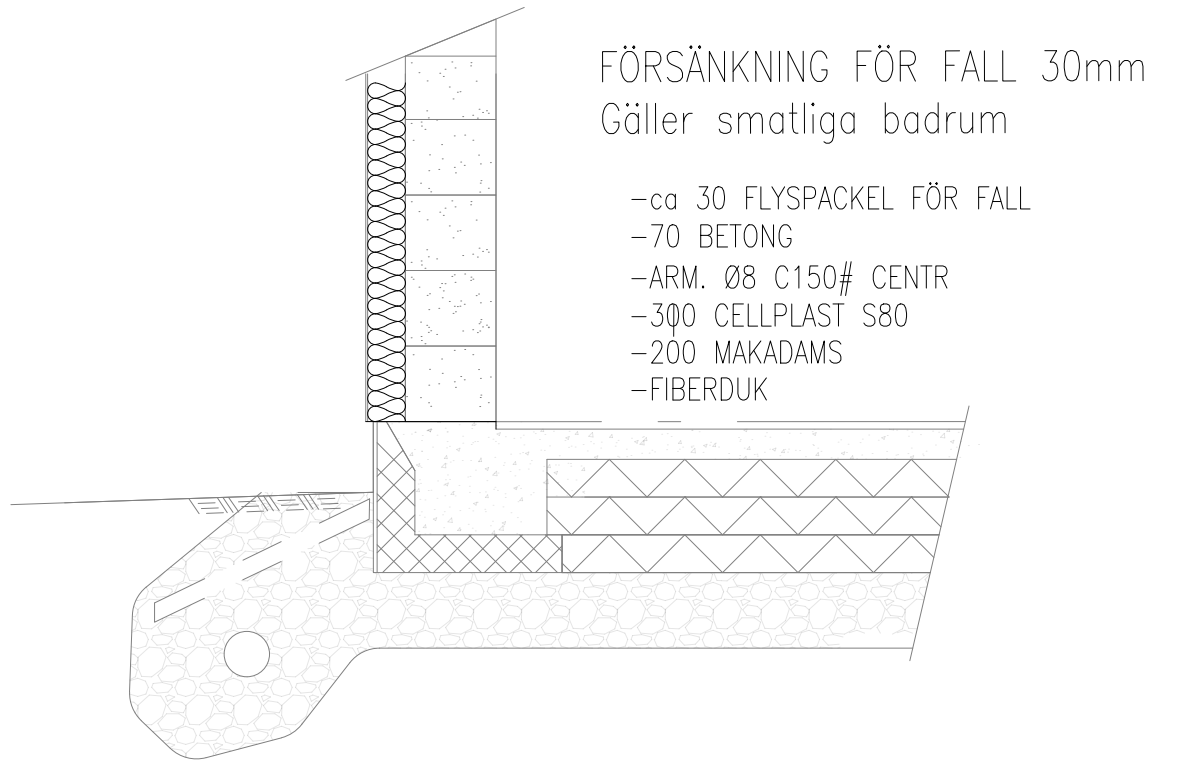 FÖRSÄNKNING FÖR FALL 30mm
Gäller smatliga badrum
-ca 30 FLYSPACKEL FÖR FALL
-70 BETONG
-ARM. Ø8 C150# CENTR
-300 CELLPLAST S80
-200 MAKADAMS
-FIBERDUK